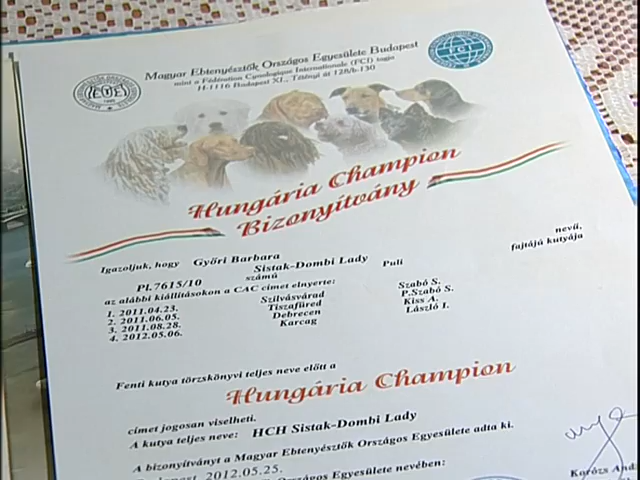 Magyar Ebtenyésztők Országos Egyesülete Budapest
mint a Fédération Cynologique Internationale (FCI) tagja
H-1116 Budapest XI., Tétényi út 128/b-130
FCI
Hungária Champion
Bizonyítvány
Igazoljuk, hogy Győri Barbara nevű,
Sistak-Dombi Lady Puli fajtájú kutyája
PL.7615/10 számú
az alábbi kiállításokon a CAC címet elnyerte:
1. 2011.04.23. Szilvásvárad Szabó S.
2. 2011.06.05. Tiszafüred P.Szabó S.
3. 2011.08.28. Debrecen Kiss A.
4. 2012.05.06. Karcag László I.
Fenti kutya törzskönyvi teljes neve előtt a
Hungária Champion
címet jogosan viselheti.
A kutya teljes neve: HCH Sistak-Dombi Lady
A bizonyítványt a Magyar Ebtenyésztők Országos Egyesülete adta ki.
Budapest, 2012.05.25.
Országos Egyesülete nevében:
Korózs